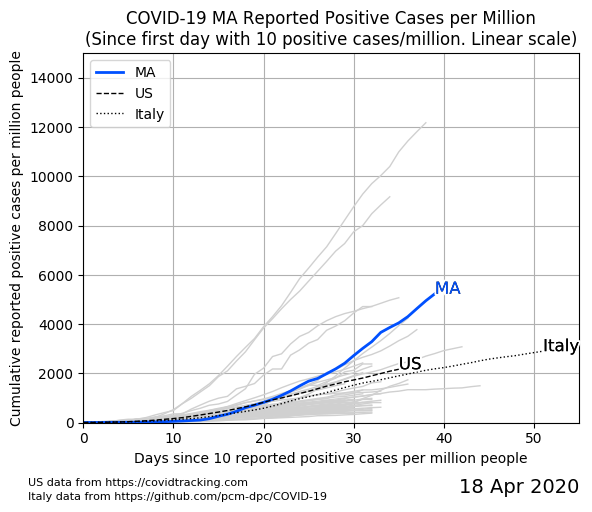 COVID-19 MA Reported Positive Cases per Million
(Since first day with 10 positive cases/million. Linear scale)
Cumulative reported positive cases per million people
14000
12000
10000
8000
6000
4000
2000
0
MA
US
Italy
MA
US
Italy
0 10 20 30 40 50
Days since 10 reported positive cases per million people
US data from https://covidtracking.com
Italy data from https://github.com/pcm-dpc/COVID-19
18 Apr 2020